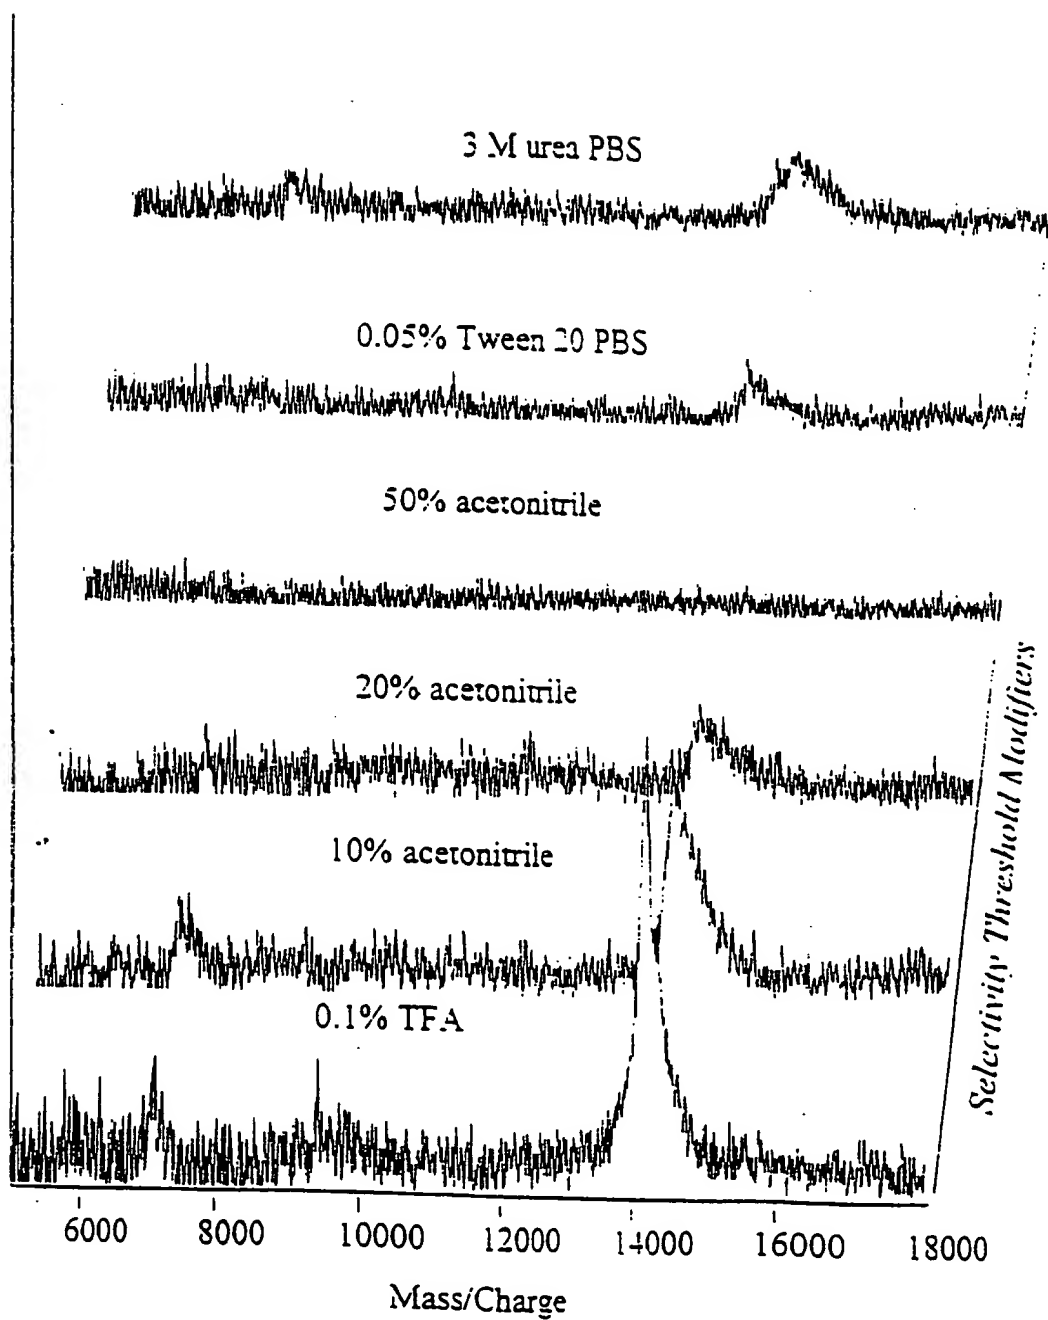 3 M urea PBS
0.05% Tween 20 PBS
50% acetonitrile
20% acetonitrile
10% acetonitrile
0.1% TFA
Selectivity Threshold Modifiers
6000 8000 10000 12000 14000 16000 18000
Mass/Charge